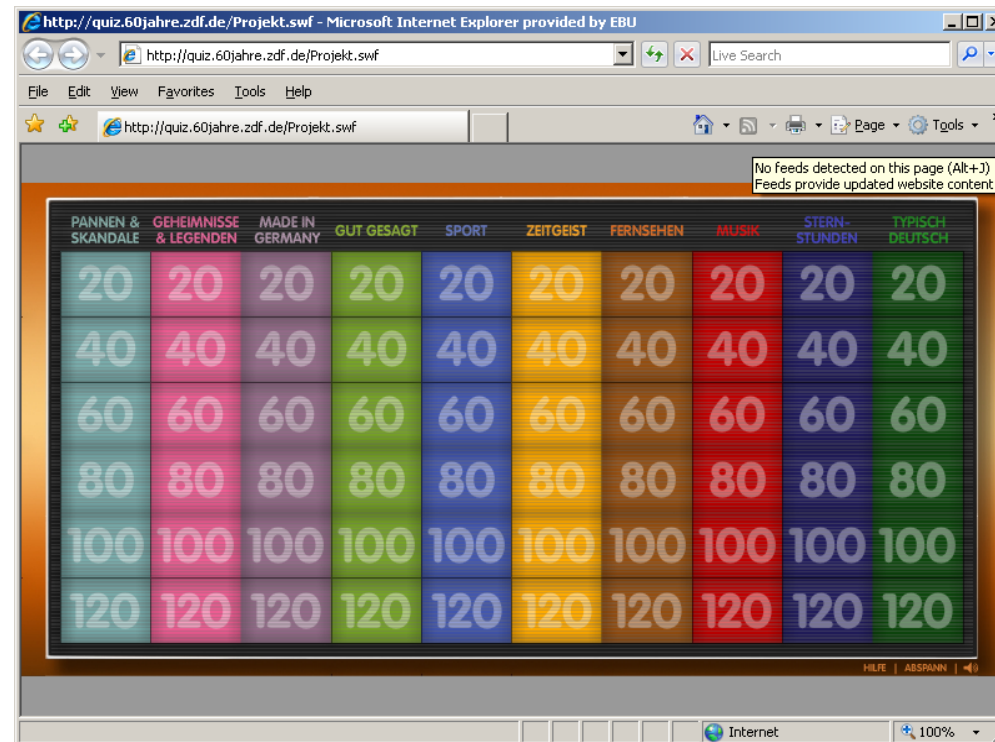 http://quiz.60jahre.zdf.de/Projekt.swf - Microsoft Internet Explorer provided by EBU
http://quiz.60jahre.zdf.de/Projekt.swf Live Search
File Edit View Favorites Tools Help
http://quiz.60jahre.zdf.de/Projekt.swf Page Tools
No feeds detected on this page (Alt+J)
Feeds provide updated website content
PANNEN & SKANDALE GEHEIMNISSE & LEGENDEN MADE IN GERMANY GUT GESAGT SPORT ZEITGEIST FERNSEHEN MUSIK STERN-STUNDEN TYPISCH DEUTSCH
20 20 20 20 20 20 20 20 20 20
40 40 40 40 40 40 40 40 40 40
60 60 60 60 60 60 60 60 60 60
80 80 80 80 80 80 80 80 80 80
100 100 100 100 100 100 100 100 100 100
120 120 120 120 120 120 120 120 120 120
HILFE | ABSPANN |
Internet 100%